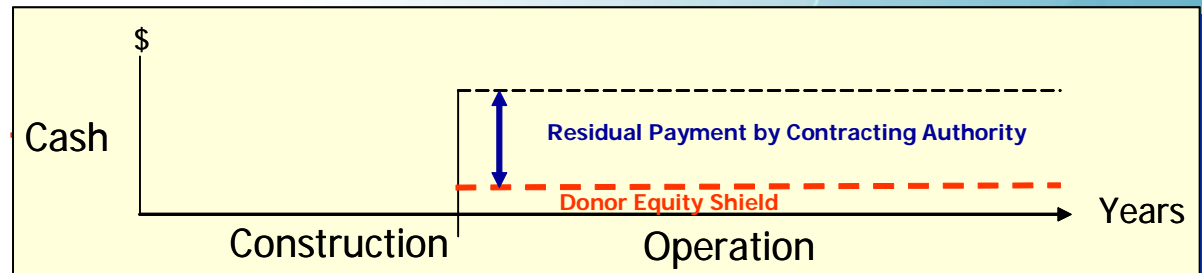 $
Cash
Residual Payment by Contracting Authority
Donor Equity Shield
Years
Construction
Operation